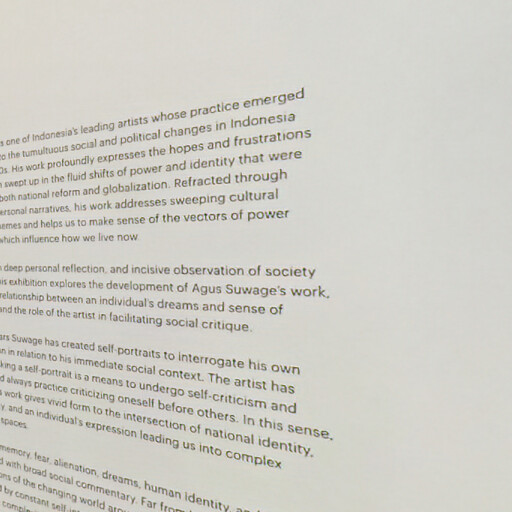 s one of Indonesia's leading artists whose practice emerged
to the tumultuous social and political changes in Indonesia
0s. His work profoundly expresses the hopes and frustrations
swept up in the fluid shifts of power and identity that were
both national reform and globalization. Refracted through
ersonal narratives, his work addresses sweeping cultural
emes and helps us to make sense of the vectors of power
which influence how we live now.
deep personal reflection, and incisive observation of society
is exhibition explores the development of Agus Suwage's work,
relationship between an individual's dreams and sense of
and the role of the artist in facilitating social critique.
ars Suwage has created self-portraits to interrogate his own
n in relation to his immediate social context. The artist has
king a self-portrait is a means to undergo self-criticism and
d always practice criticizing oneself before others. In this sense,
s work gives vivid form to the intersection of national identity,
y, and an individual's expression leading us into complex
spaces.
memory, fear, alienation, dreams, human identity, an
d with broad social commentary. Far from
ons of the changing world aro
d by constant self-i
comple